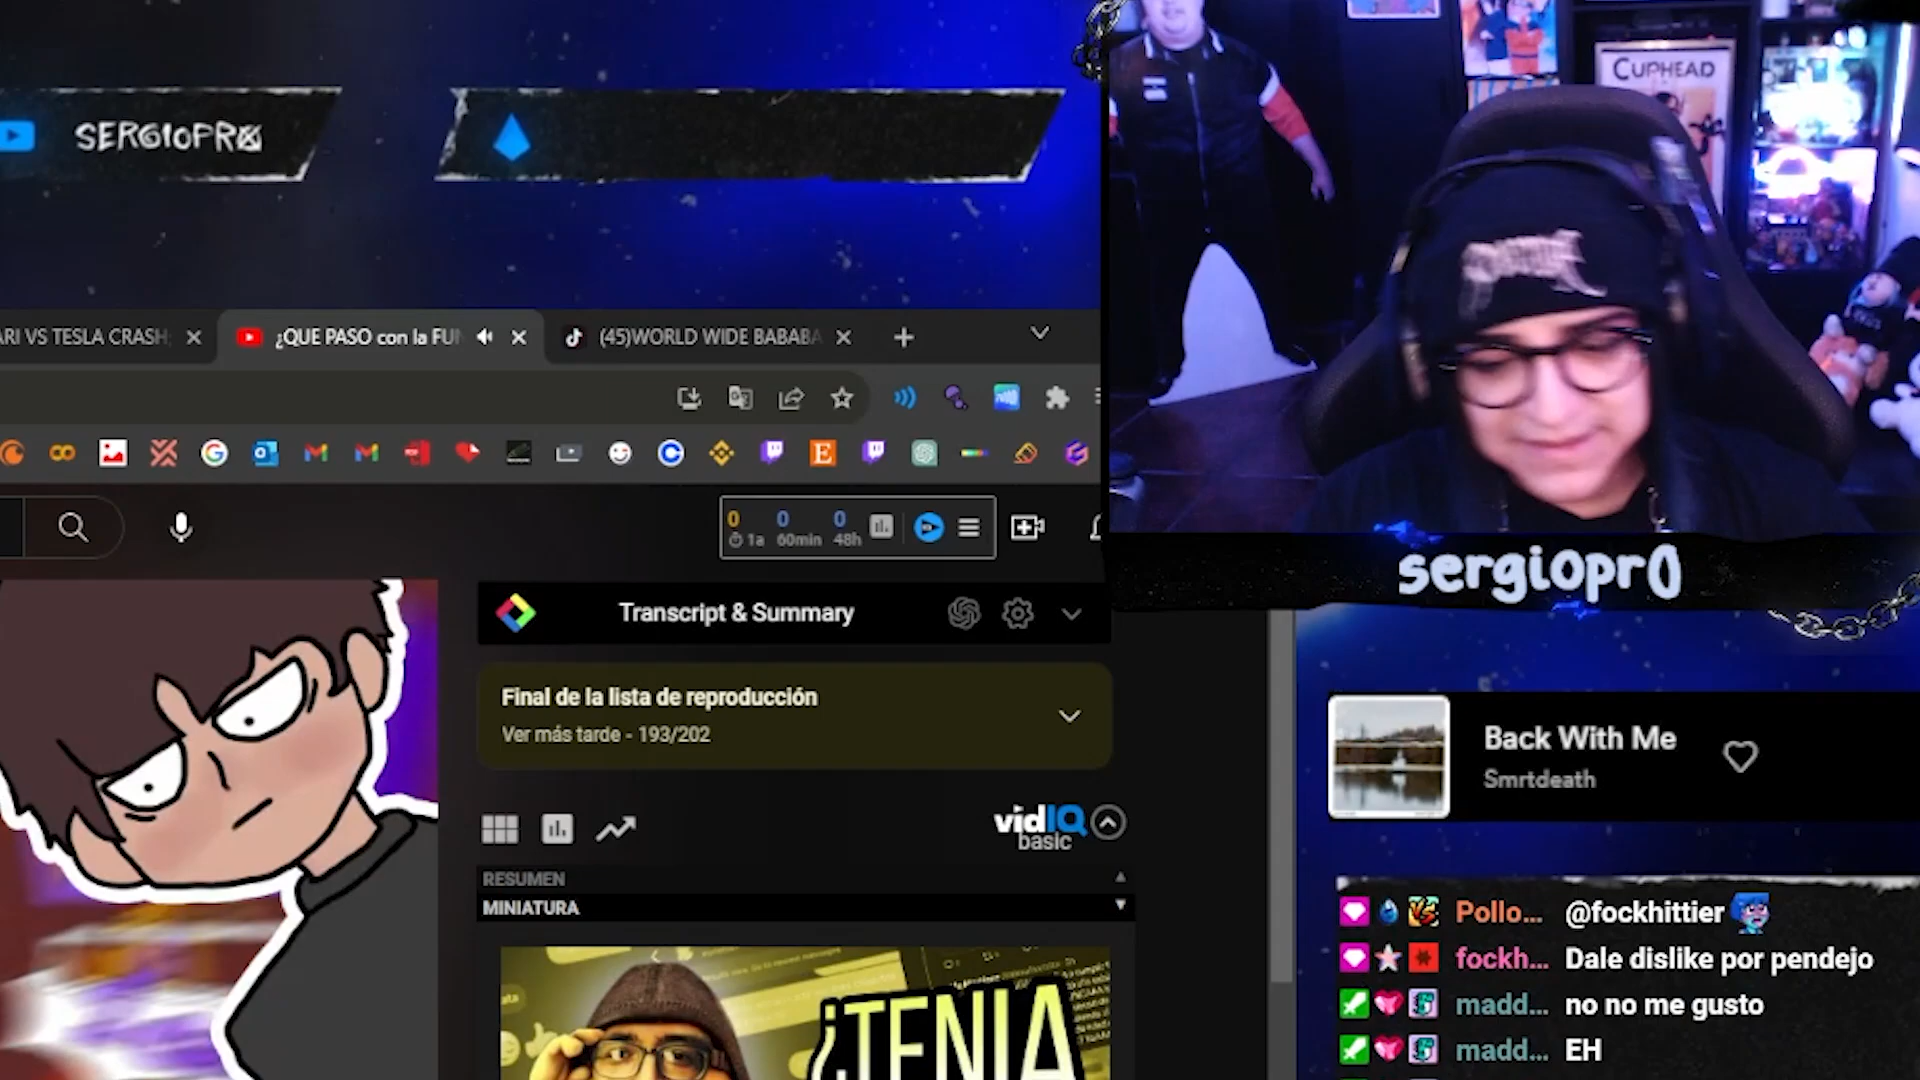 SERGIOPR0
CUPHEAD
ARI VS TESLA CRASH;
¿QUE PASO con la FUN
(45)WORLD WIDE BABABA
0
0
0
1a
60min
48h
sergi0pr0
Transcript & Summary
Final de la lista de reproducción
Ver más tarde - 193/202
vidIQ
basic
RESUMEN
MINIATURA
¿TENIA
Back With Me
Smrtdeath
Pollo... @fockhittier
fockh... Dale dislike por pendejo
madd... no no me gusto
madd... EH